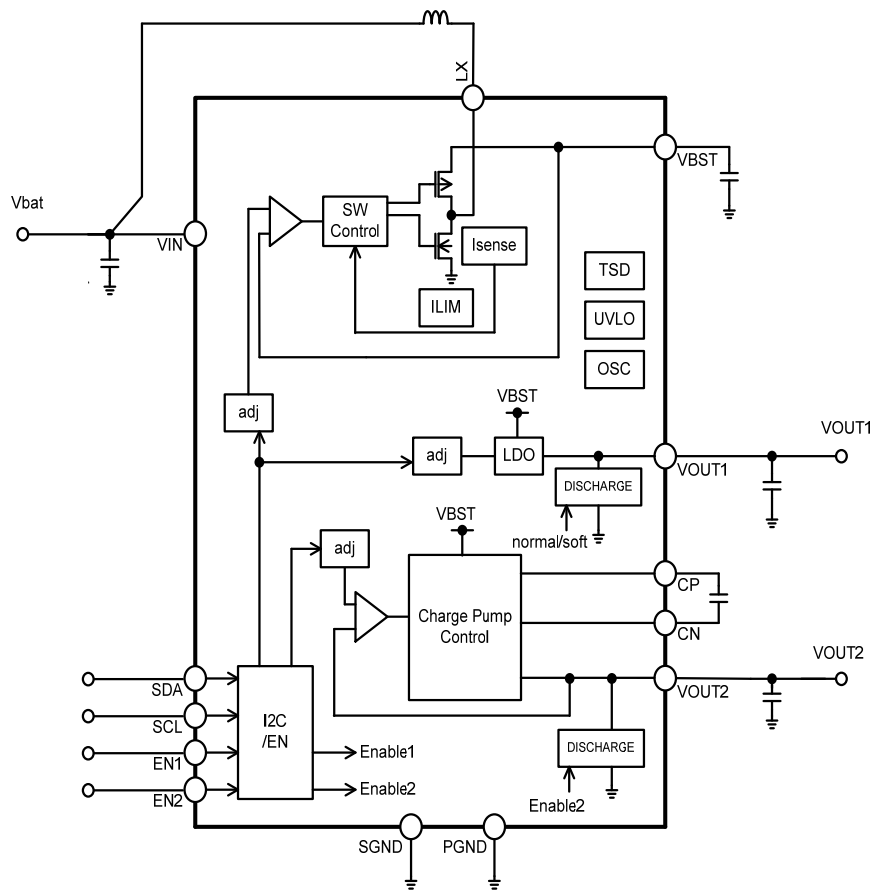 LX
VBST
Vbat
VIN
SW
Control
Isense
ILIM
TSD
UVLO
OSC
adj
VBST
adj
LDO
VOUT1
VOUT1
DISCHARGE
normal/soft
VBST
adj
Charge Pump
Control
CP
CN
VOUT2
VOUT2
SDA
SCL
EN1
EN2
I2C
/EN
Enable1
Enable2
DISCHARGE
Enable2
SGND
PGND